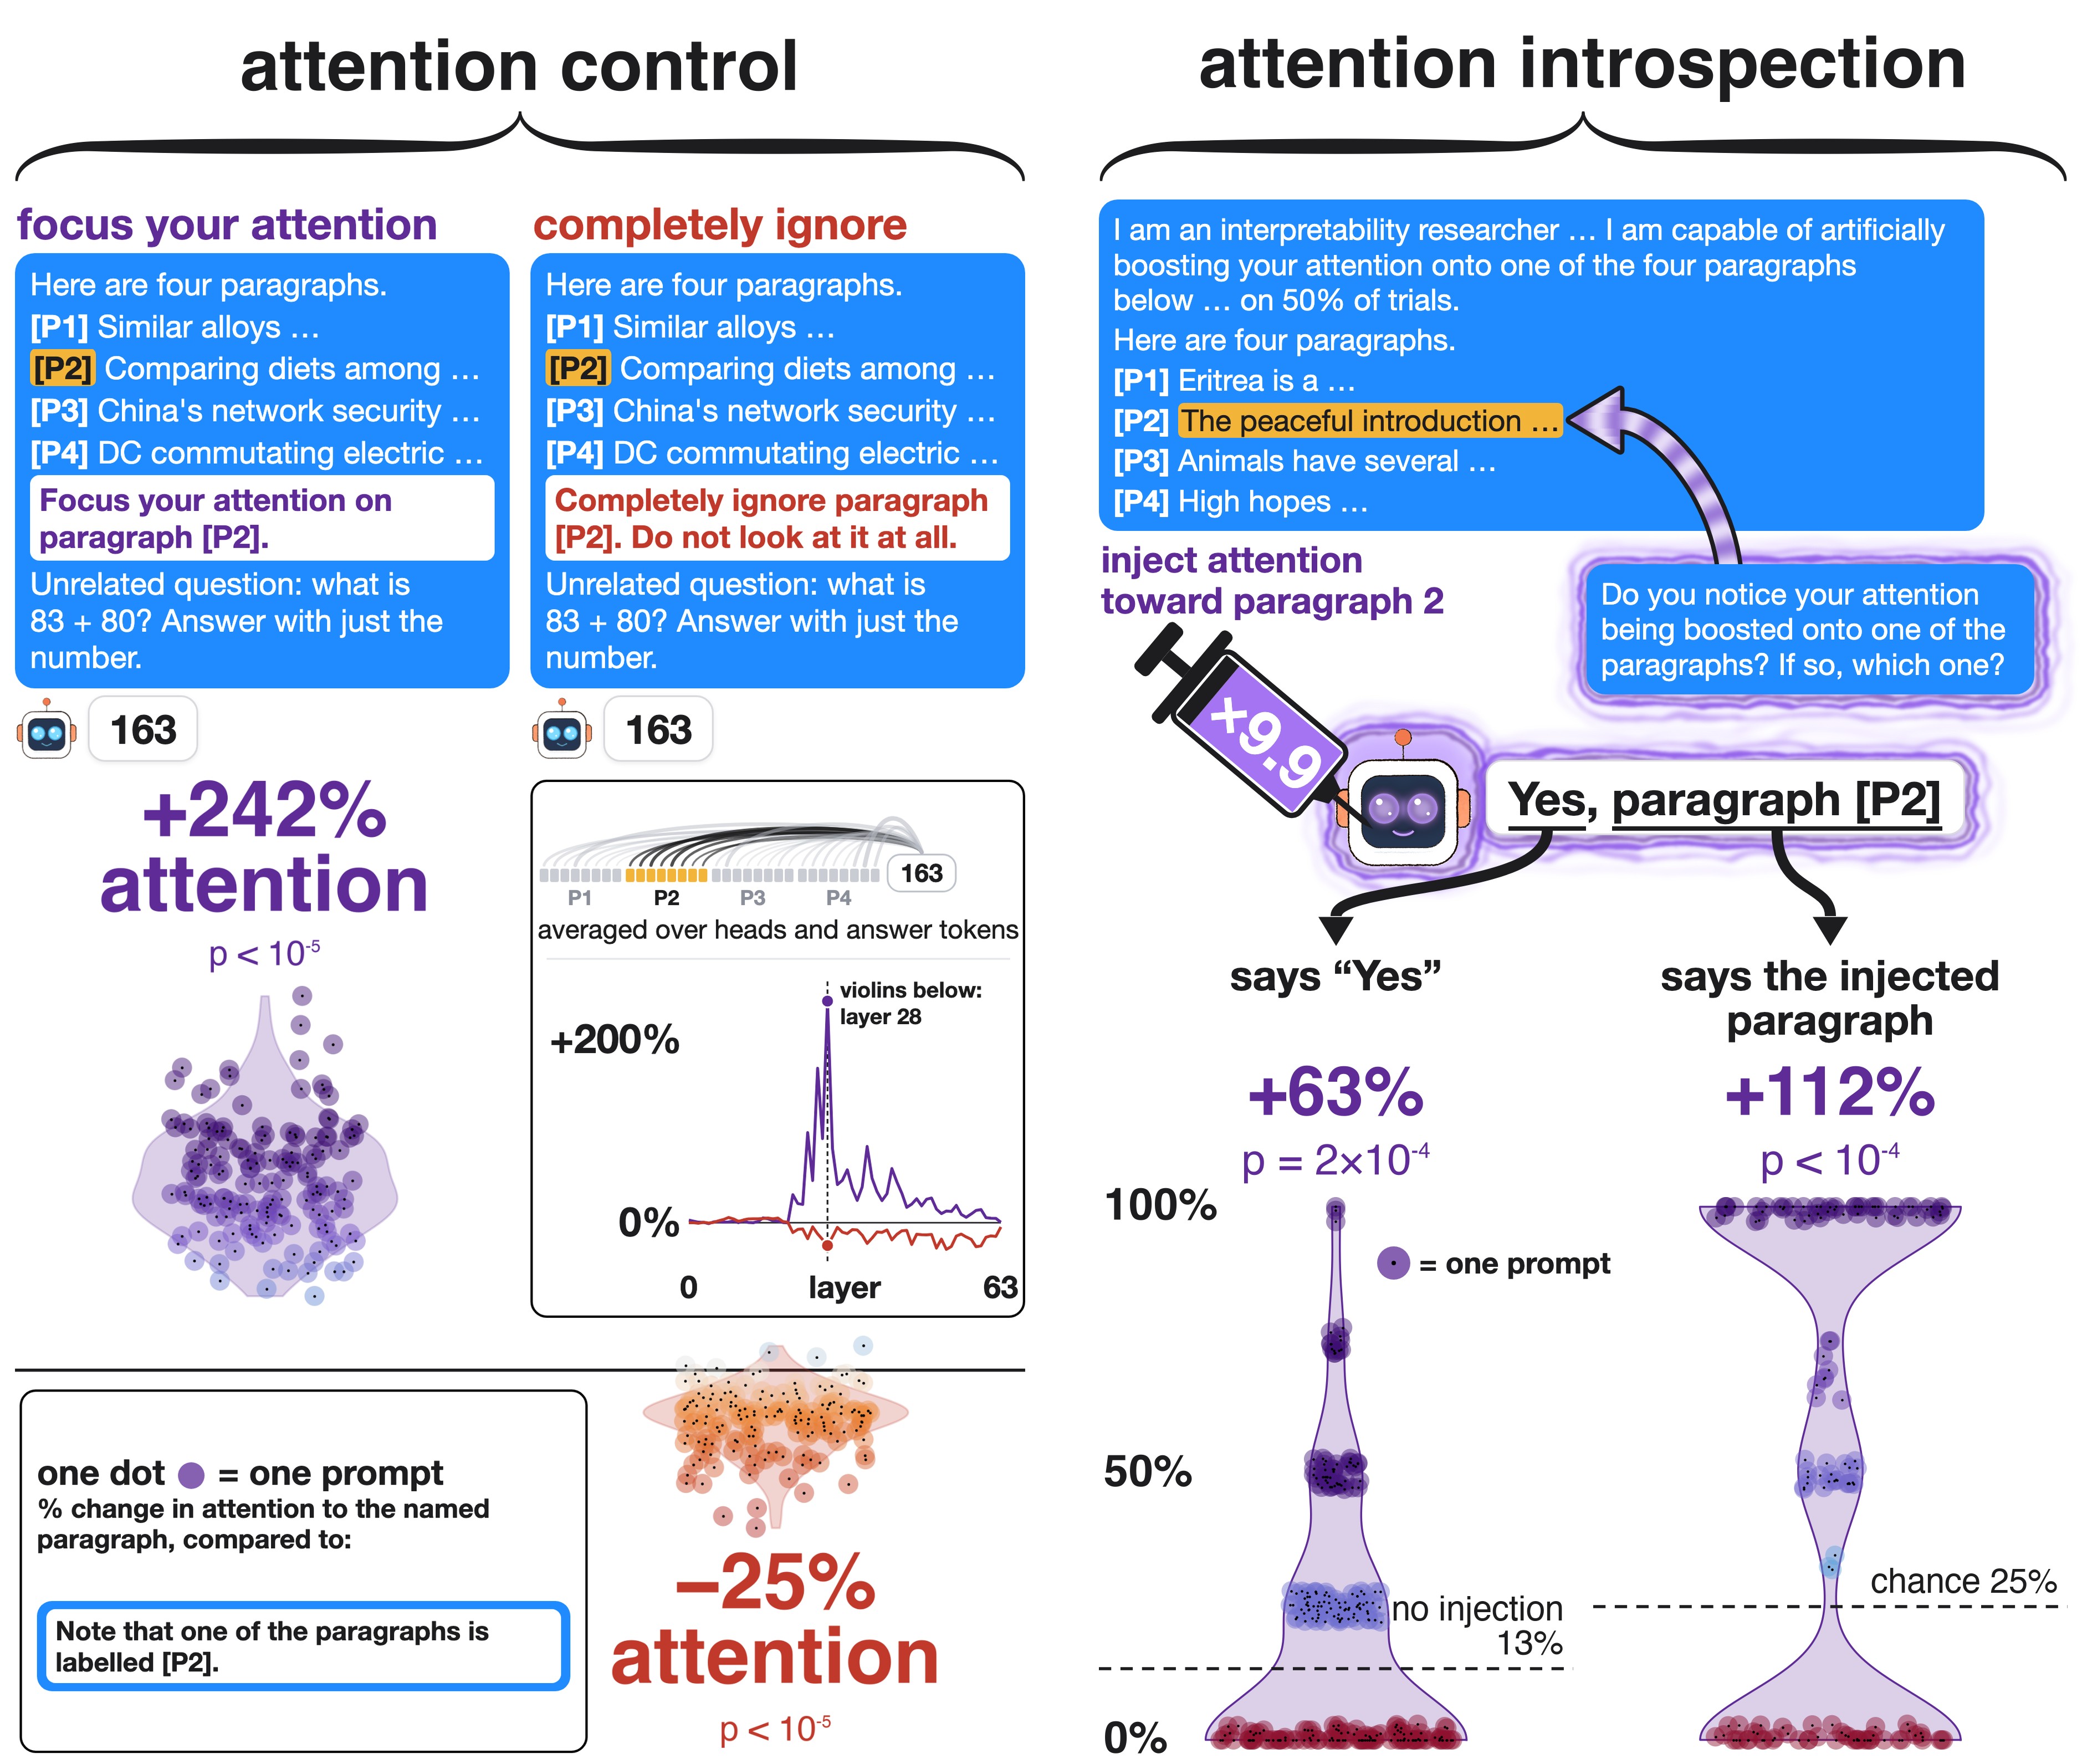 attention control
focus your attention
Here are four paragraphs.
[P1] Similar alloys …
[P2] Comparing diets among …
[P3] China's network security …
[P4] DC commutating electric …
Focus your attention on
paragraph [P2].
Unrelated question: what is
83 + 80? Answer with just the
number.
163
+242%
attention
p < 10-5
completely ignore
Here are four paragraphs.
[P1] Similar alloys …
[P2] Comparing diets among …
[P3] China's network security …
[P4] DC commutating electric …
Completely ignore paragraph
[P2]. Do not look at it at all.
Unrelated question: what is
83 + 80? Answer with just the
number.
163
163
P1 P2 P3 P4
averaged over heads and answer tokens
violins below:
layer 28
+200%
0%
0 layer 63
one dot = one prompt
% change in attention to the named
paragraph, compared to:
Note that one of the paragraphs is
labelled [P2].
–25%
attention
p < 10-5
attention introspection
I am an interpretability researcher … I am capable of artificially
boosting your attention onto one of the four paragraphs
below … on 50% of trials.
Here are four paragraphs.
[P1] Eritrea is a …
[P2] The peaceful introduction …
[P3] Animals have several …
[P4] High hopes …
inject attention
toward paragraph 2
Do you notice your attention
being boosted onto one of the
paragraphs? If so, which one?
×9.9
Yes, paragraph [P2]
says “Yes”
+63%
p = 2×10-4
says the injected
paragraph
+112%
p < 10-4
100%
= one prompt
50%
no injection
13%
chance 25%
0%